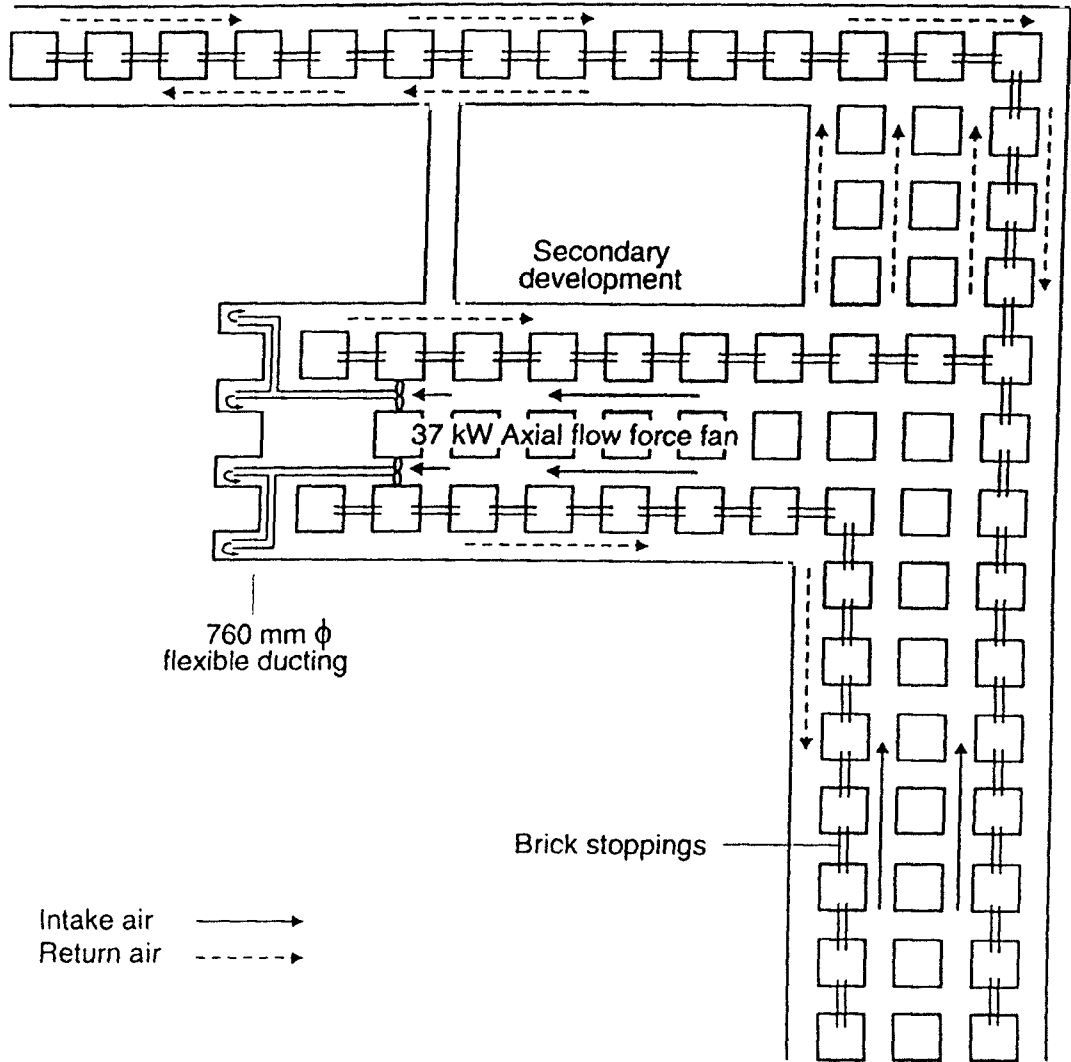 Secondary
development
37 kW Axial flow force fan
760 mm ϕ
flexible ducting
Brick stoppings
Intake air
Return air